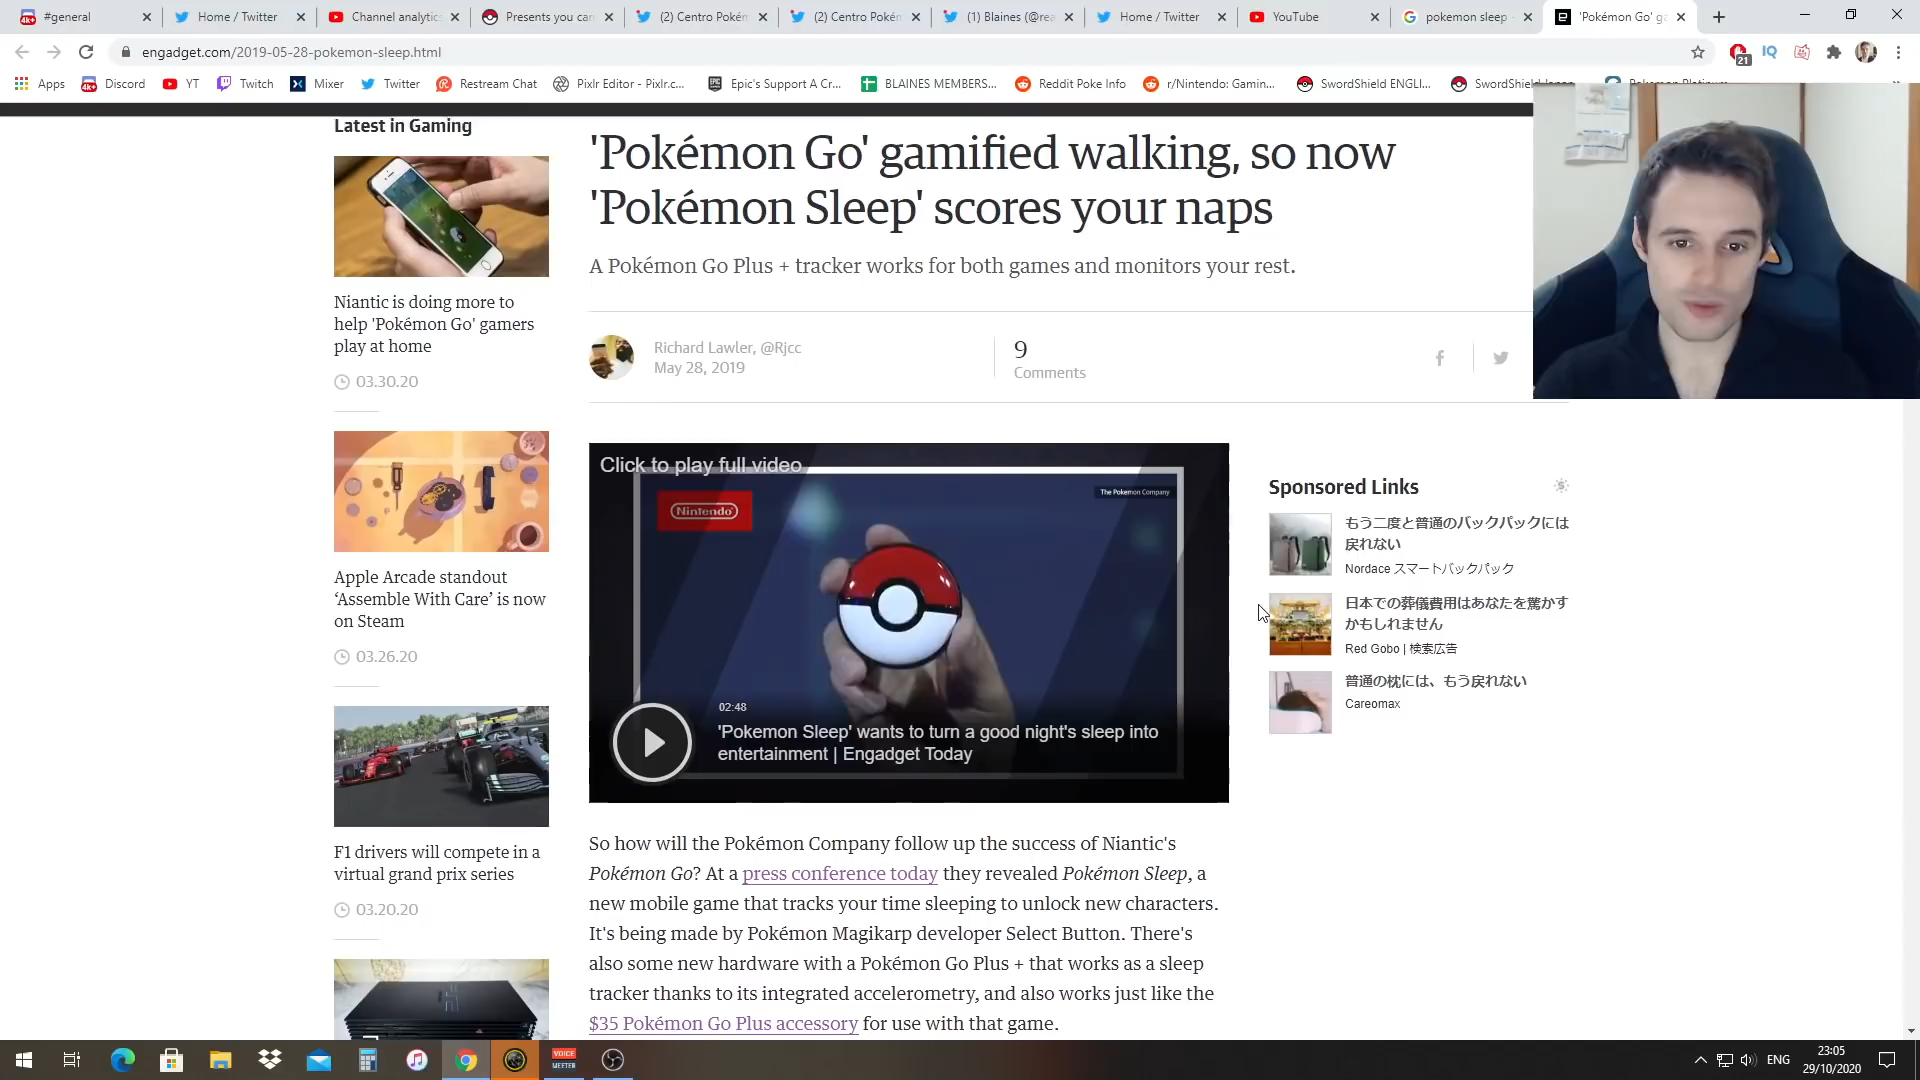 #general
Home / Twitter
Channel analytics
Presents you can
(2) Centro Pokém
(2) Centro Pokém
(1) Blaines (@rea
Home / Twitter
YouTube
pokemon sleep
'Pokémon Go' ga
engadget.com/2019-05-28-pokemon-sleep.html
21
Apps
Discord
YT
Twitch
Mixer
Twitter
Restream Chat
Pixlr Editor - Pixlr.c...
Epic's Support A Cr...
BLAINES MEMBERS...
Reddit Poke Info
r/Nintendo: Gamin...
SwordShield ENGLI...
Latest in Gaming
Niantic is doing more to
help 'Pokémon Go' gamers
play at home
03.30.20
Apple Arcade standout
‘Assemble With Care’ is now
on Steam
03.26.20
F1 drivers will compete in a
virtual grand prix series
03.20.20
'Pokémon Go' gamified walking, so now
'Pokémon Sleep' scores your naps
A Pokémon Go Plus + tracker works for both games and monitors your rest.
Richard Lawler, @Rjcc
May 28, 2019
9
Comments
Click to play full video
Nintendo
The Pokemon Company
02:48
'Pokemon Sleep' wants to turn a good night's sleep into
entertainment | Engadget Today
So how will the Pokémon Company follow up the success of Niantic's
Pokémon Go? At a press conference today they revealed Pokémon Sleep, a
new mobile game that tracks your time sleeping to unlock new characters.
It's being made by Pokémon Magikarp developer Select Button. There's
also some new hardware with a Pokémon Go Plus + that works as a sleep
tracker thanks to its integrated accelerometry, and also works just like the
$35 Pokémon Go Plus accessory for use with that game.
Sponsored Links
もう二度と普通のバックパックには
戻れない
Nordace スマートバックパック
日本での葬儀費用はあなたを驚かす
かもしれません
Red Gobo | 検索広告
普通の枕には、もう戻れない
Careomax
VOICE
MEETER
ENG
23:05
29/10/2020